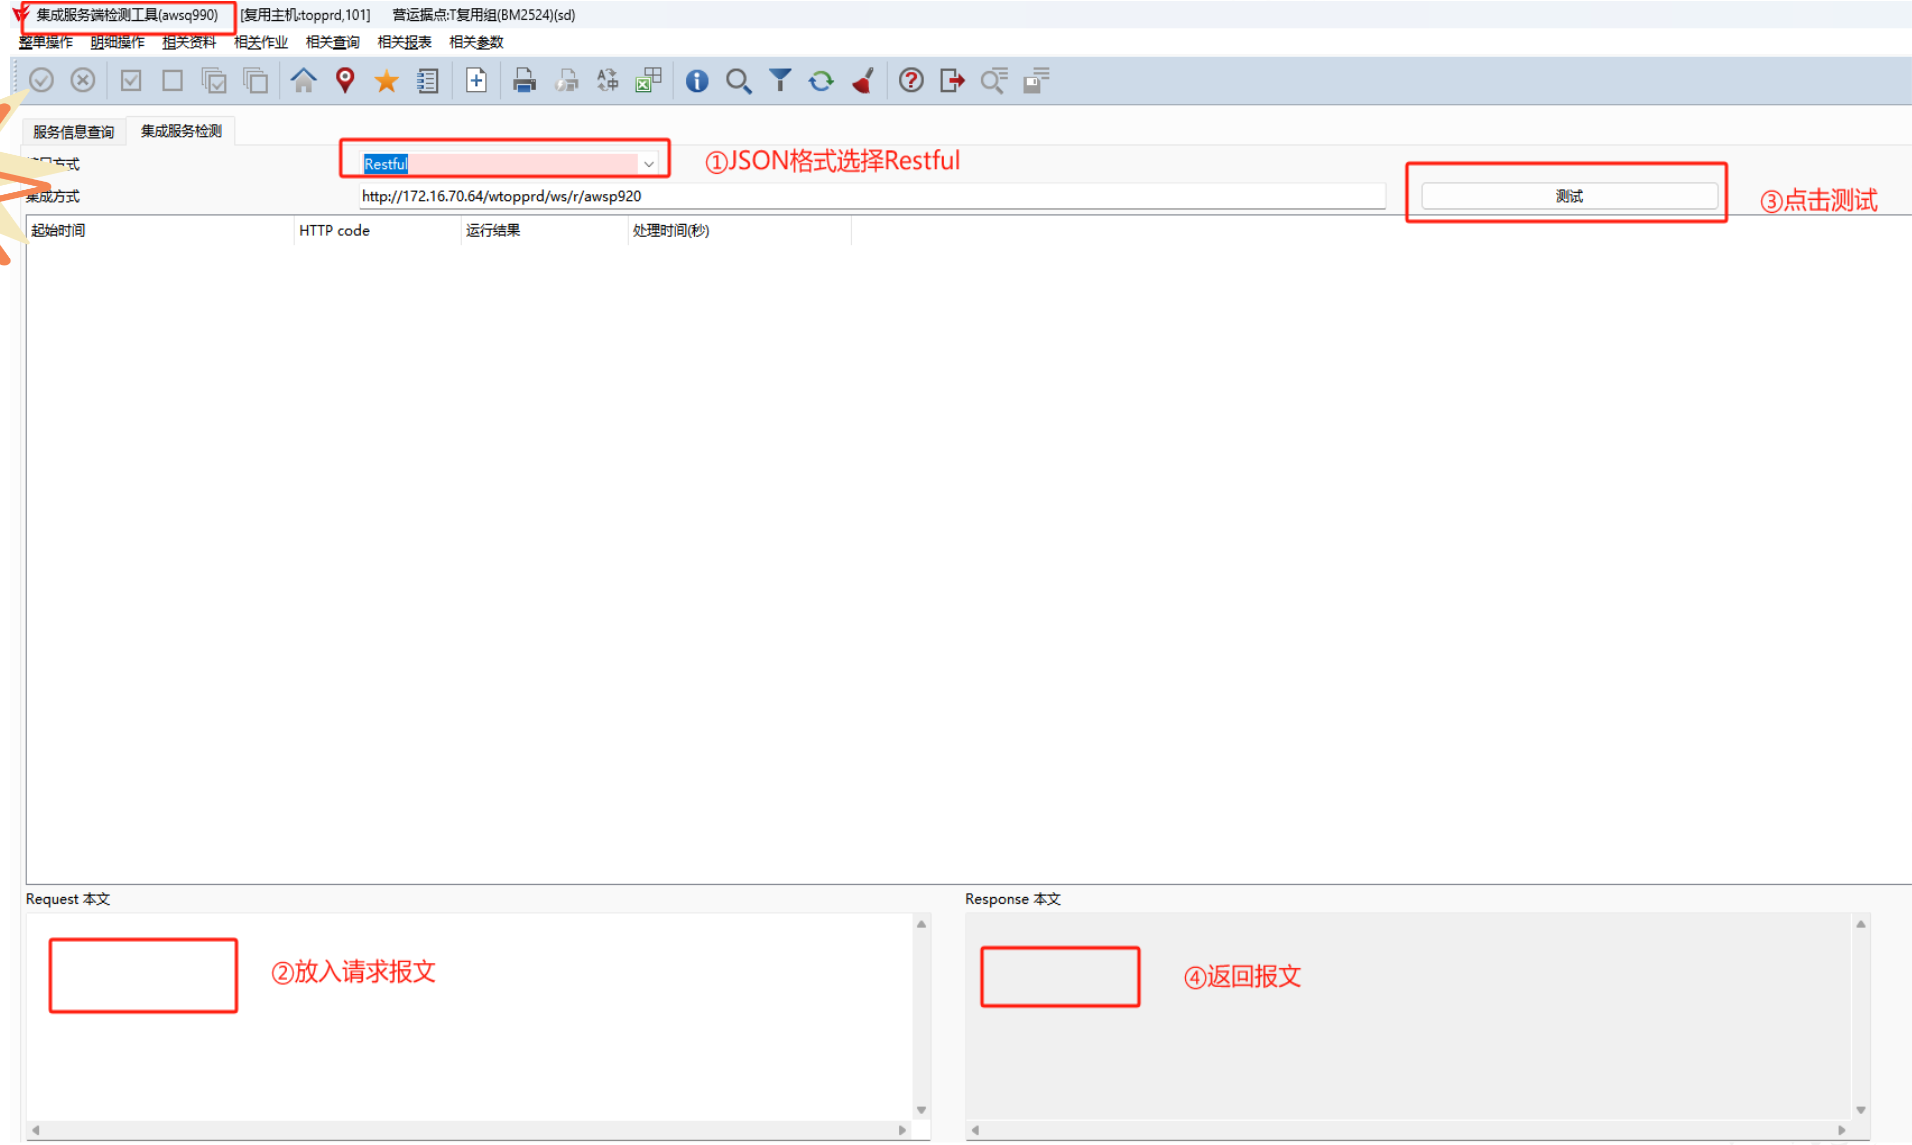 集成服务端检测工具(awsq990) [复用主机:topprd,101] 营运据点:T复用组(BM2524)(sd)
整单操作 明细操作 相关资料 相关作业 相关查询 相关报表 相关参数
服务信息查询 集成服务检测
方式 Restful ①JSON格式选择Restful
集成方式 http://172.16.70.64/wtopprd/ws/r/awsp920 测试 ③点击测试
起始时间 HTTP code 运行结果 处理时间(秒)
Request 本文 Response 本文
②放入请求报文 ④返回报文